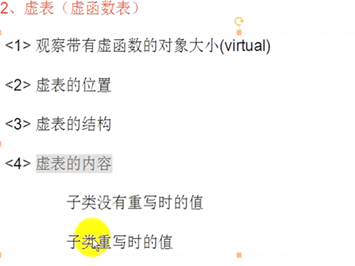 2、虚表（虚函数表）
<1> 观察带有虚函数的对象大小(virtual)
<2> 虚表的位置
<3> 虚表的结构
<4> 虚表的内容
子类没有重写时的值
子类重写时的值